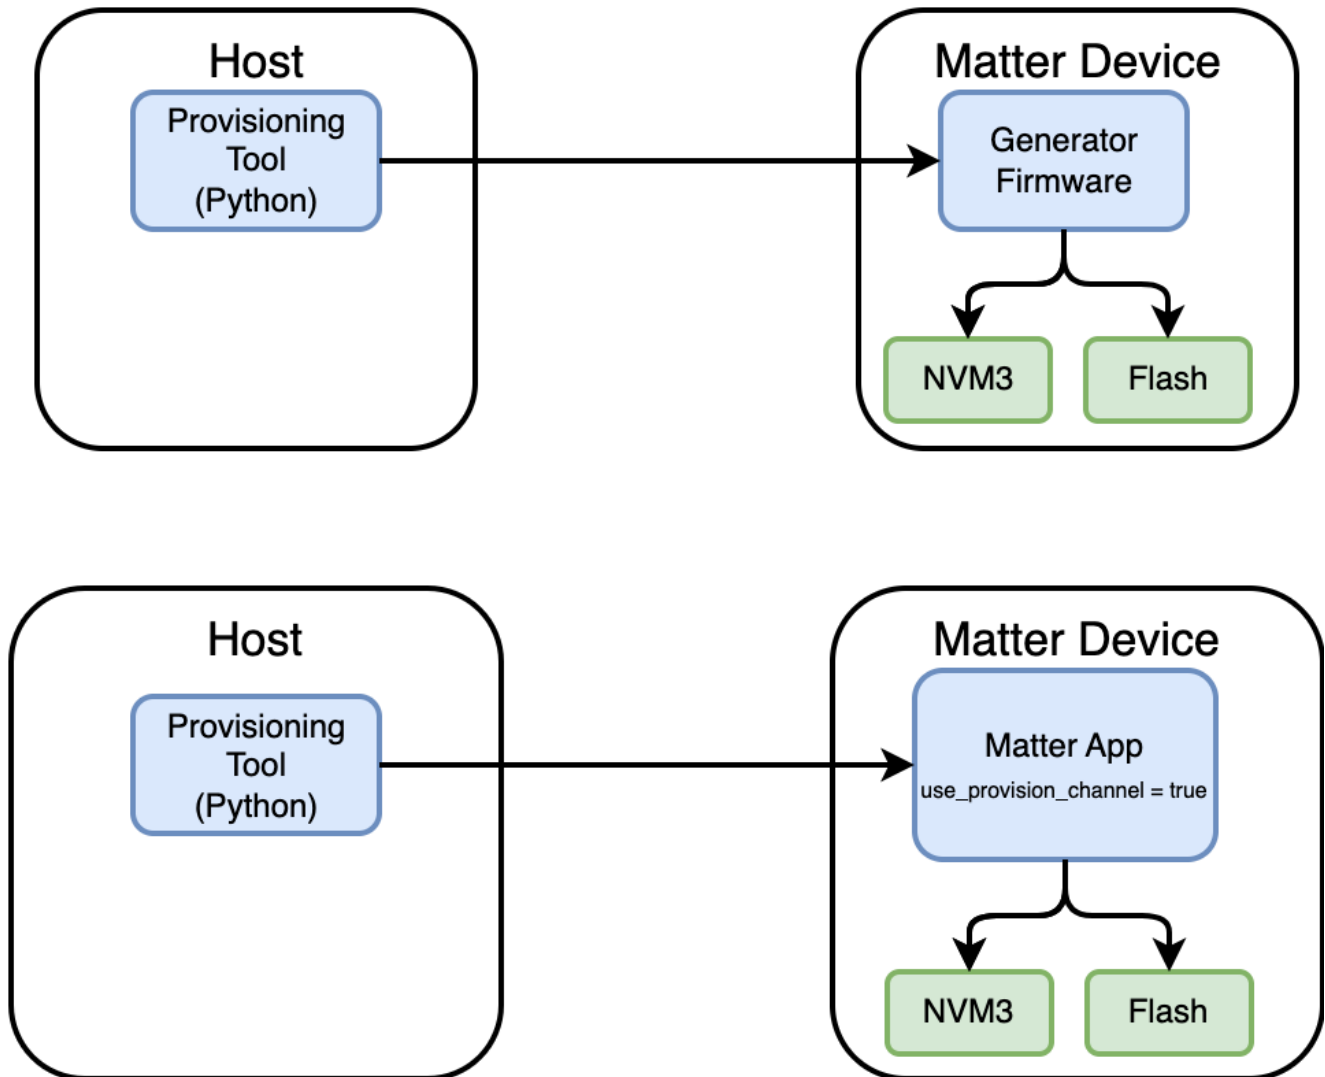 Host
Matter Device
Provisioning
Tool
(Python)
Generator
Firmware
NVM3
Flash
Host
Matter Device
Provisioning
Tool
(Python)
Matter App
use_provision_channel = true
NVM3
Flash